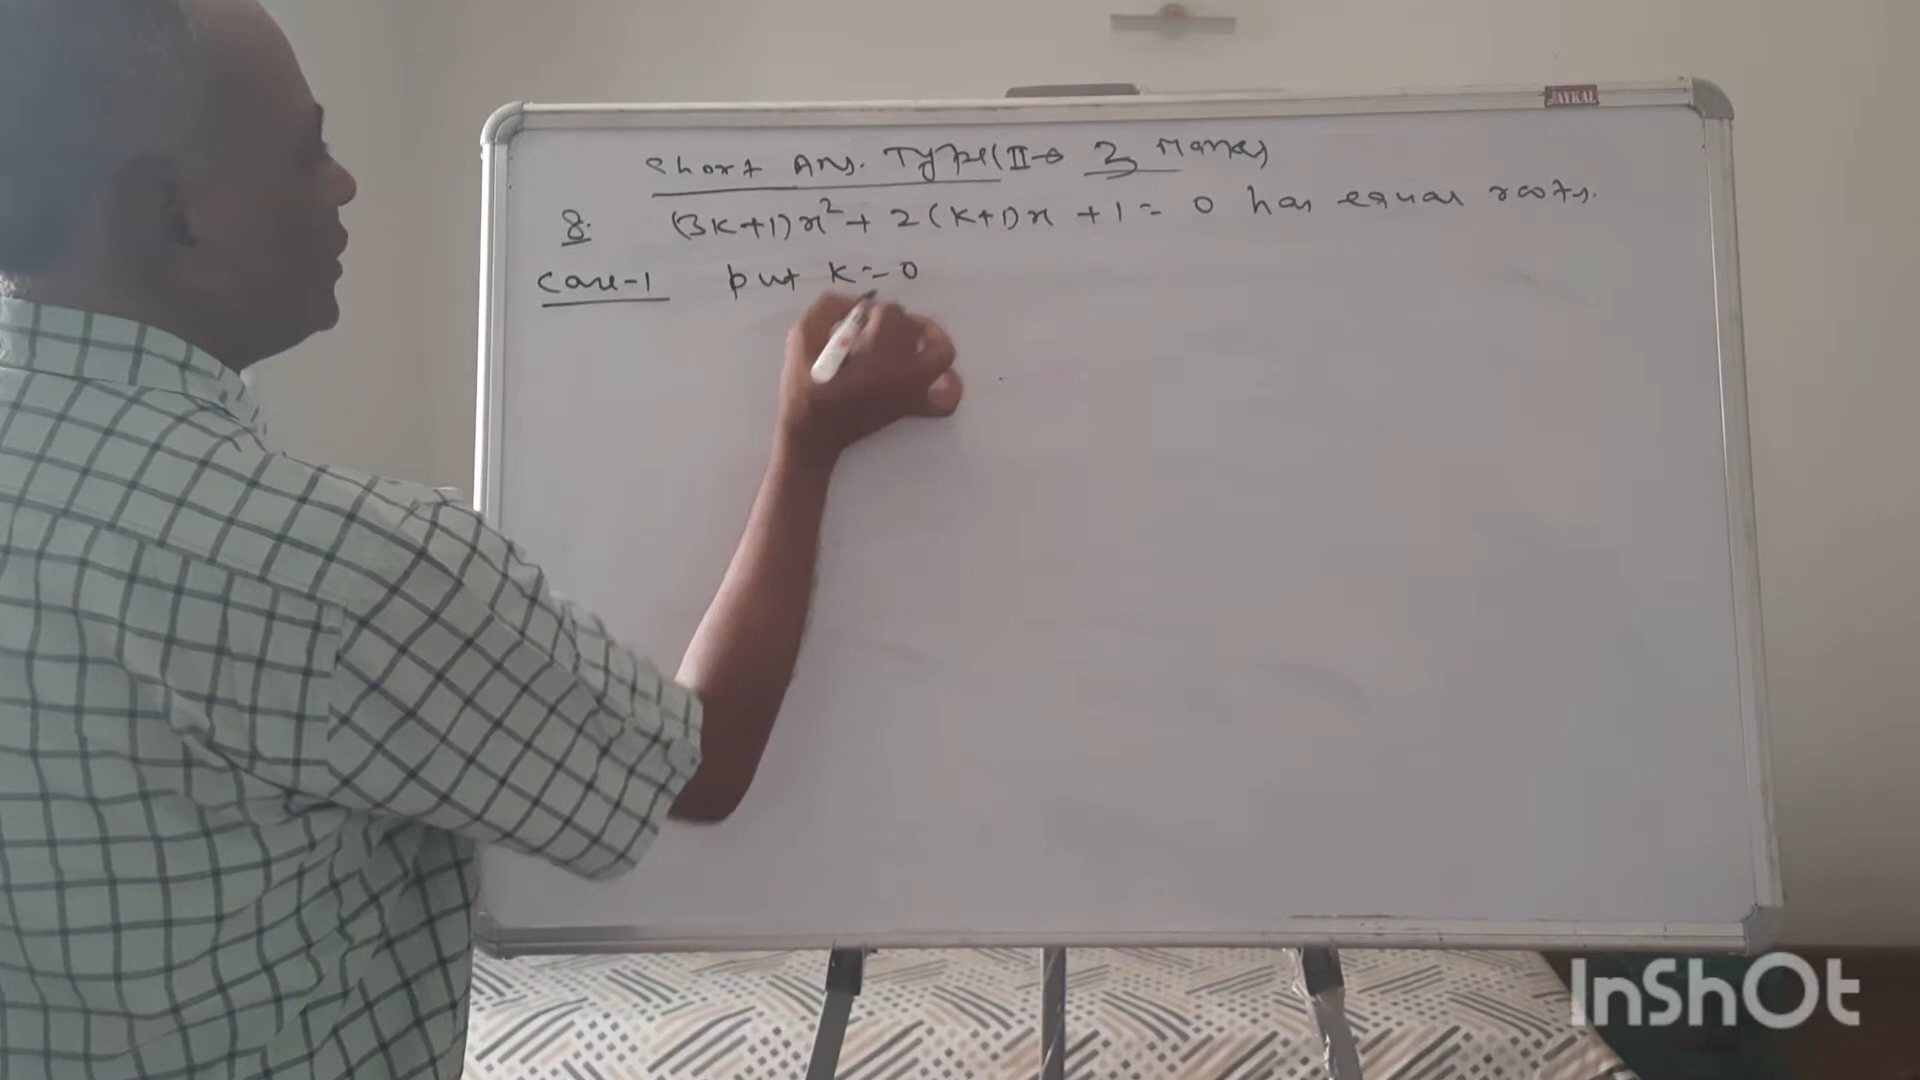 JAYKAL
Short Ans. Type(II→ 3 Marks)
8. (3k+1)x²+ 2(k+1)x +1= 0 has equal roots.
Case-1 put k=0
InShOt